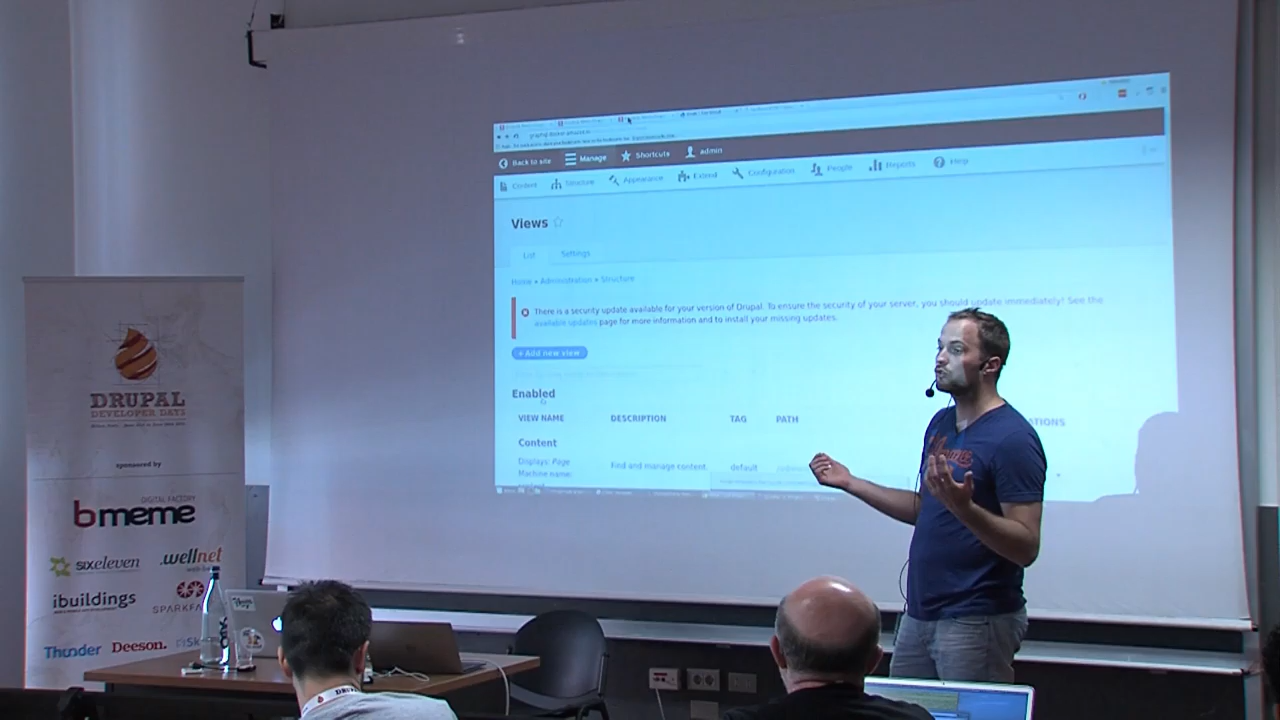 Back to site
Manage
Shortcuts
admin
Content
Structure
Appearance
Extend
Configuration
People
Reports
Help
Views
List
Settings
Home » Administration » Structure
There is a security update available for your version of Drupal. To ensure the security of your server, you should update immediately! See the
available updates page for more information and to install your missing updates.
+ Add new view
Enabled
VIEW NAME DESCRIPTION TAG PATH
Content
Displays: Page
Machine name:
Find and manage content.
default
DRUPAL
DEVELOPER DAYS
sponsored by
DIGITAL FACTORY
bmeme
sixeleven
.wellnet
ibuildings
Thunder
Deeson.